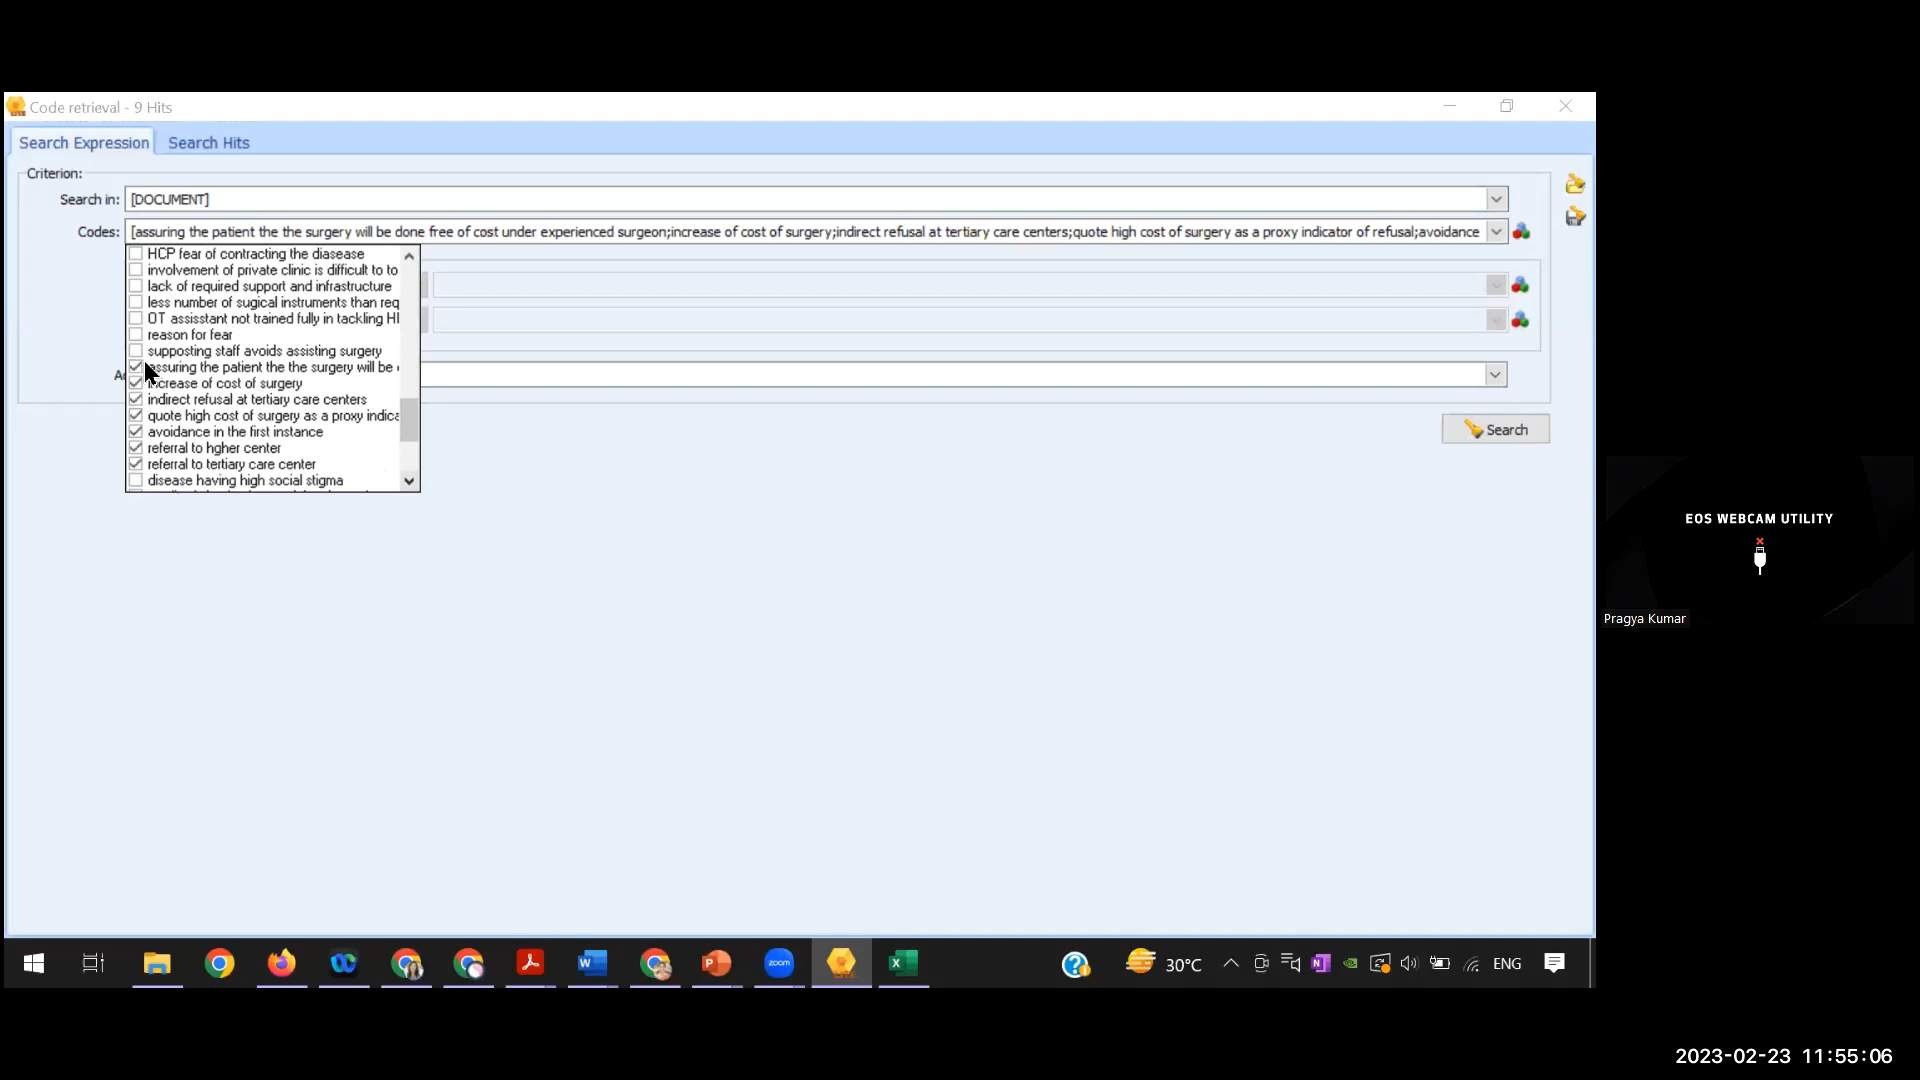 Code retrieval - 9 Hits
Search Expression Search Hits
Criterion:
Search in: [DOCUMENT]
Codes: [assuring the patient the the surgery will be done free of cost under experienced surgeon;increase of cost of surgery;indirect refusal at tertiary care centers;quote high cost of surgery as a proxy indicator of refusal;avoidance
HCP fear of contracting the diasease
involvement of private clinic is difficult to to
lack of required support and infrastructure
less number of sugical instruments than req
OT assisstant not trained fully in tackling HI
reason for fear
supposting staff avoids assisting surgery
assuring the patient the the surgery will be
increase of cost of surgery
indirect refusal at tertiary care centers
quote high cost of surgery as a proxy indica
avoidance in the first instance
referral to hgher center
referral to tertiary care center
disease having high social stigma
Search
EOS WEBCAM UTILITY
Pragya Kumar
zoom
30°C
ENG
2023-02-23 11:55:06